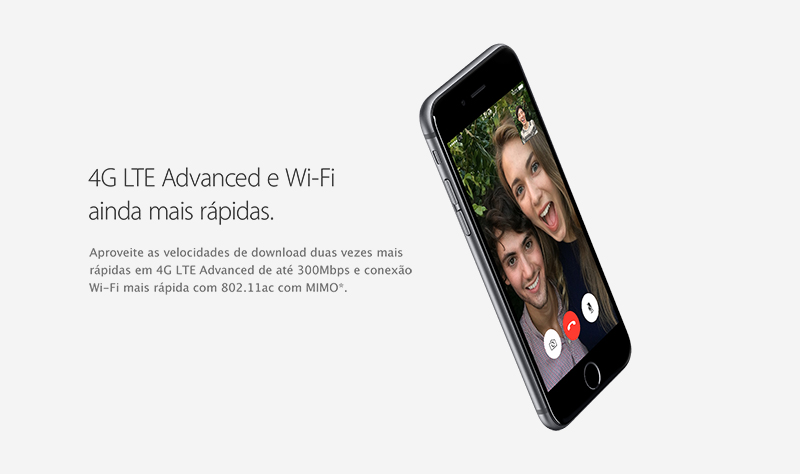 4G LTE Advanced e Wi-Fi
ainda mais rápidas.
Aproveite as velocidades de download duas vezes mais
rápidas em 4G LTE Advanced de até 300Mbps e conexão
Wi-Fi mais rápida com 802.11ac com MIMO*.